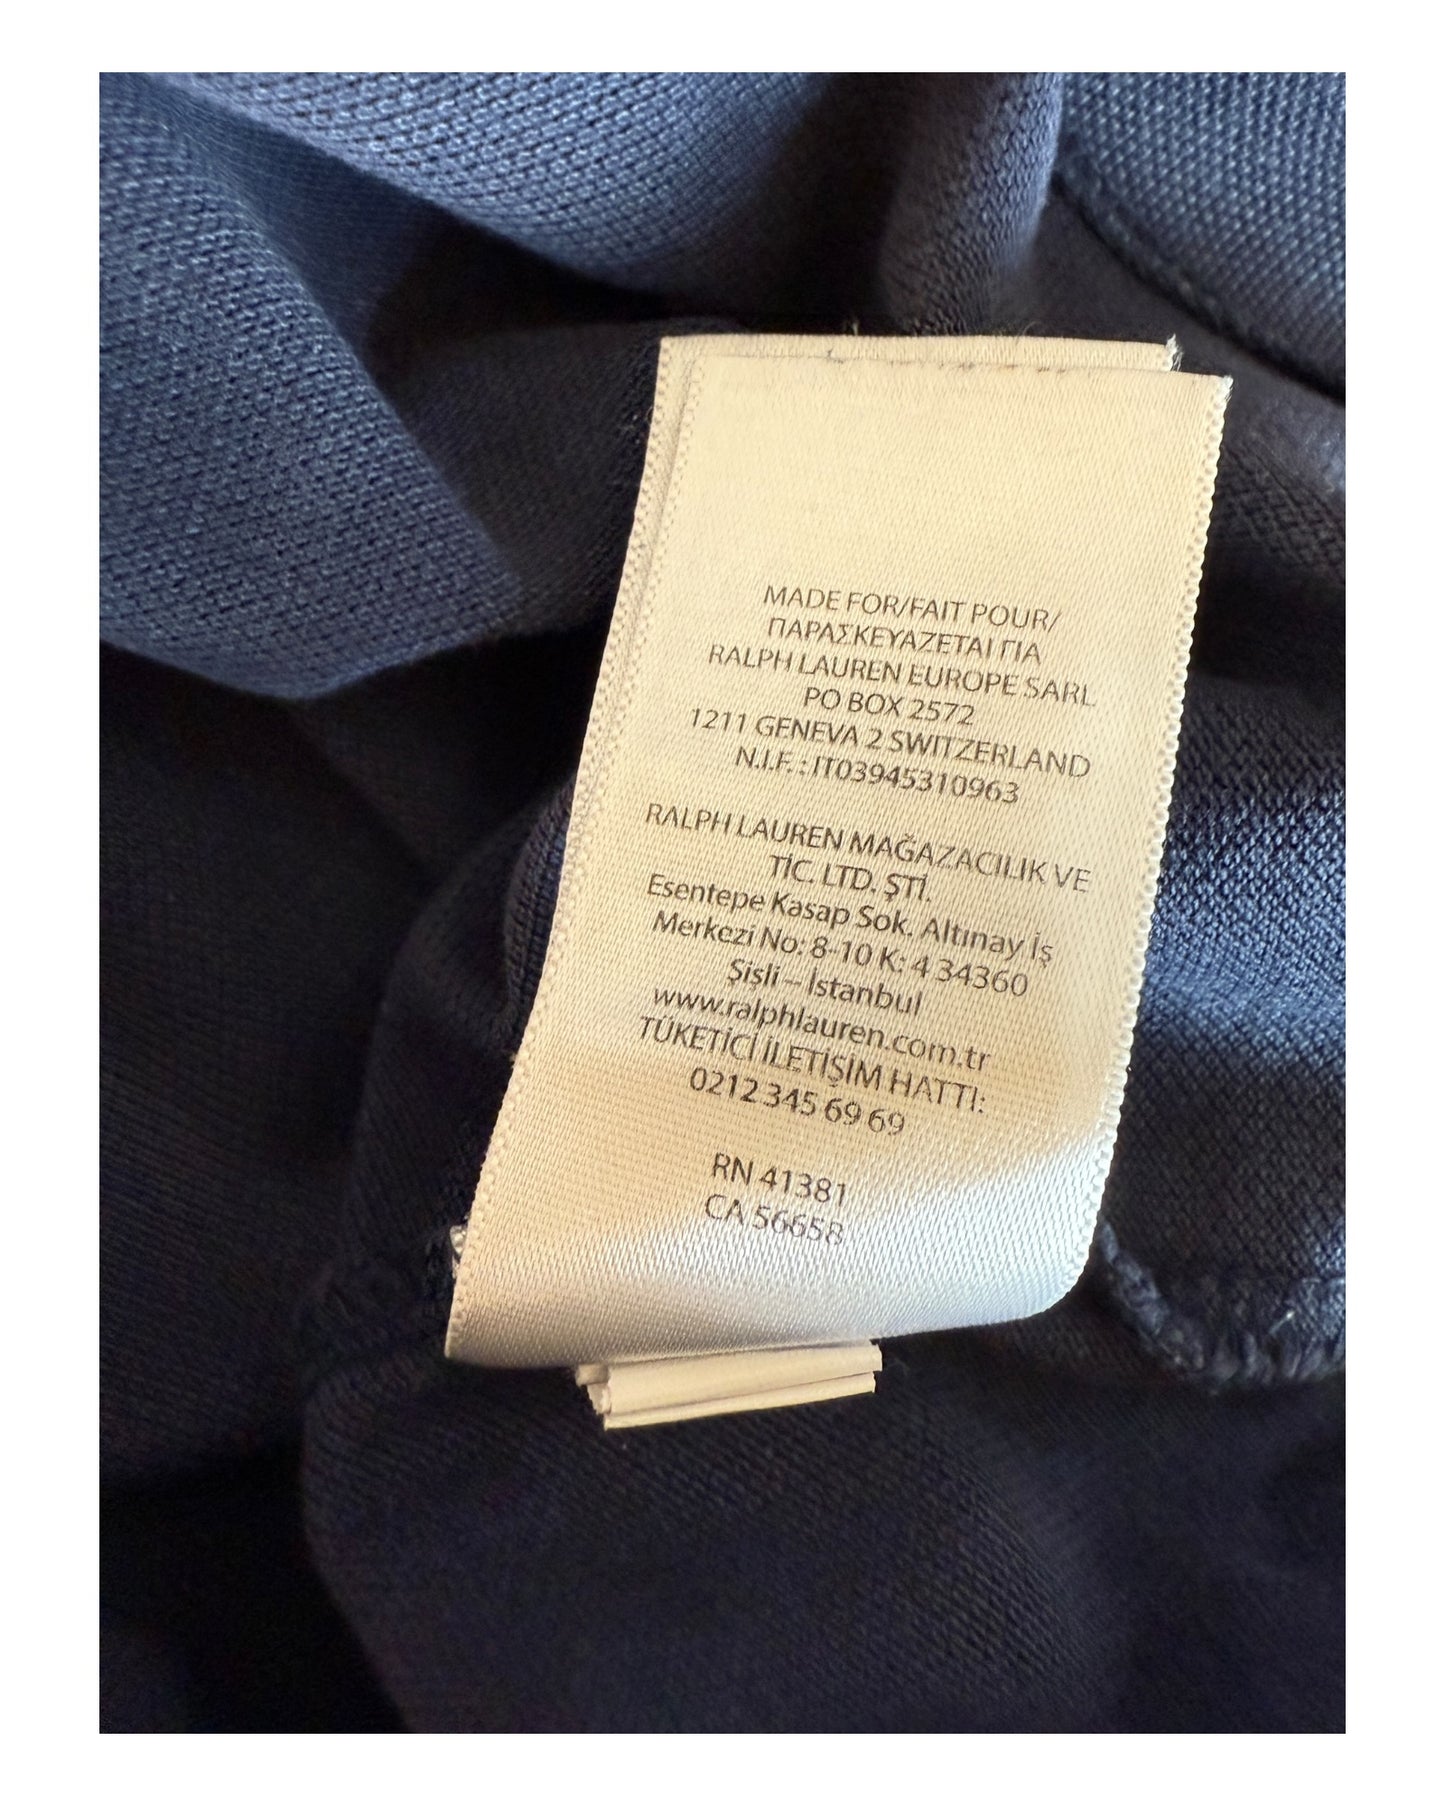 MADE FOR/FAIT POUR/
ΠΑΡΑΣΚΕΥΑΖΕΤΑΙ ΓΙΑ
RALPH LAUREN EUROPE SARL
PO BOX 2572
1211 GENEVA 2 SWITZERLAND
N.I.F. : IT03945310963
RALPH LAUREN MAĞAZACILIK VE
TİC. LTD. ŞTİ.
Esentepe Kasap Sok. Altınay İş
Merkezi No: 8-10 K: 4 34360
Şişli – İstanbul
www.ralphlauren.com.tr
TÜKETİCİ İLETİŞİM HATTI:
0212 345 69 69
RN 41381
CA 56658